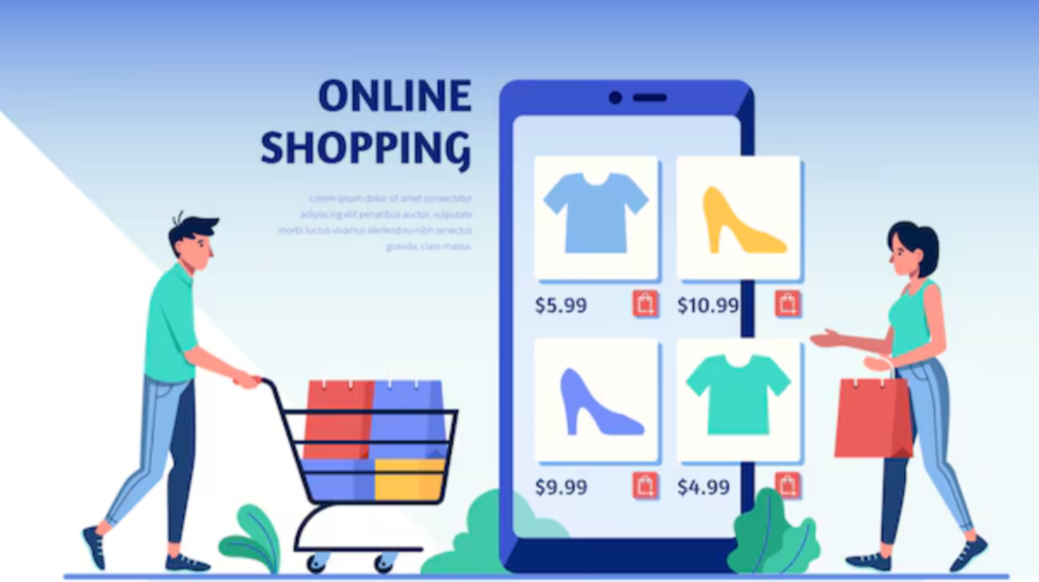 ONLINE
SHOPPING
Lorem ipsum dolor sit amet consectetur
adipiscing elit penatibus auctor, vulputate
morbi luctus vivamus eleifend eu nibh senectus
gravida, class massa.
$5.99
$10.99
$9.99
$4.99